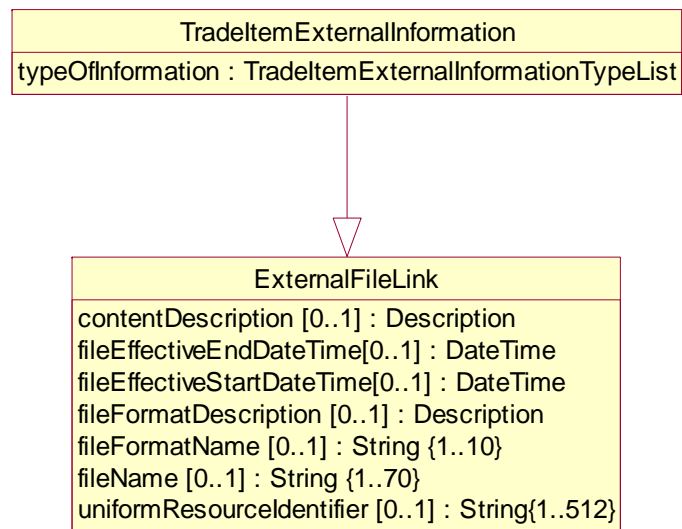 TradeItemExternalInformation
typeOfInformation : TradeItemExternalInformationTypeList
ExternalFileLink
contentDescription [0..1] : Description
fileEffectiveEndDateTime[0..1] : DateTime
fileEffectiveStartDateTime[0..1] : DateTime
fileFormatDescription [0..1] : Description
fileFormatName [0..1] : String {1..10}
fileName [0..1] : String {1..70}
uniformResourceIdentifier [0..1] : String{1..512}